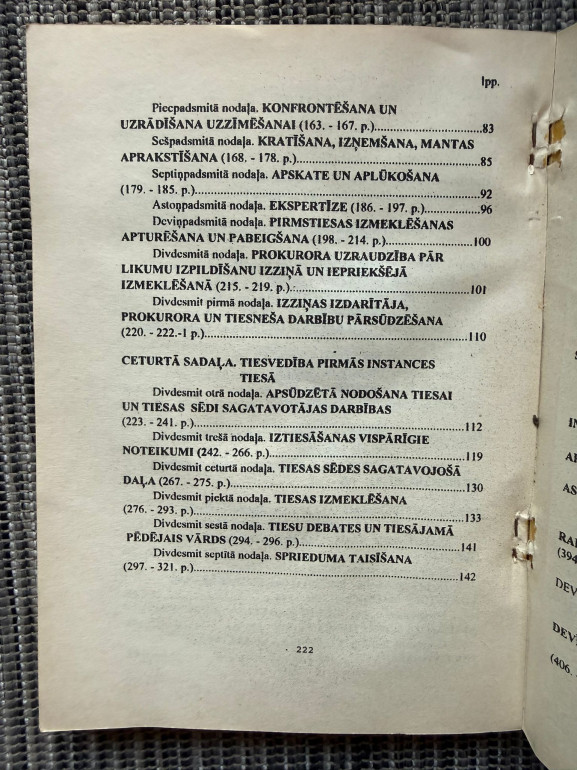 lpp.
Piecpadsmitā nodaļa. KONFRONTĒŠANA UN
UZRĀDĪŠANA UZZĪMĒŠANAI (163. - 167. p.)...............................83
Sešpadsmitā nodaļa. KRATĪŠANA, IZŅEMŠANA, MANTAS
APRAKSTĪŠANA (168. - 178. p.)...............................85
Septiņpadsmitā nodaļa. APSKATE UN APLŪKOŠANA
(179. - 185. p.)...............................92
Astoņpadsmitā nodaļa. EKSPERTĪZE (186. - 197. p.)...............................96
Deviņpadsmitā nodaļa. PIRMSTIESAS IZMEKLĒŠANAS
APTURĒŠANA UN PABEIGŠANA (198. - 214. p.)...............................100
Divdesmitā nodaļa. PROKURORA UZRAUDZĪBA PĀR
LIKUMU IZPILDĪŠANU IZZIŅĀ UN IEPRIEKŠĒJĀ
IZMEKLĒŠANĀ (215. - 219. p.)...............................101
Divdesmit pirmā nodaļa. IZZIŅAS IZDARĪTĀJA,
PROKURORA UN TIESNEŠA DARBĪBU PĀRSŪDZĒŠANA
(220. - 222.-1 p.)...............................110
CETURTĀ SADAĻA. TIESVEDĪBA PIRMĀS INSTANCES
TIESĀ
Divdesmit otrā nodaļa. APSŪDZĒTĀ NODOŠANA TIESAI
UN TIESAS SĒDI SAGATAVOTĀJAS DARBĪBAS
(223. - 241. p.)...............................112
Divdesmit trešā nodaļa. IZTIESĀŠANAS VISPĀRĪGIE
NOTEIKUMI (242. - 266. p.)...............................119
Divdesmit ceturtā nodaļa. TIESAS SĒDES SAGATAVOJOŠĀ
DAĻA (267. - 275. p.)...............................130
Divdesmit piektā nodaļa. TIESAS IZMEKLĒŠANA
(276. - 293. p.)...............................133
Divdesmit sestā nodaļa. TIESU DEBATES UN TIESĀJAMĀ
PĒDĒJAIS VĀRDS (294. - 296. p.)...............................141
Divdesmit septītā nodaļa. SPRIEDUMA TAISĪŠANA
(297. - 321. p.)...............................142
222